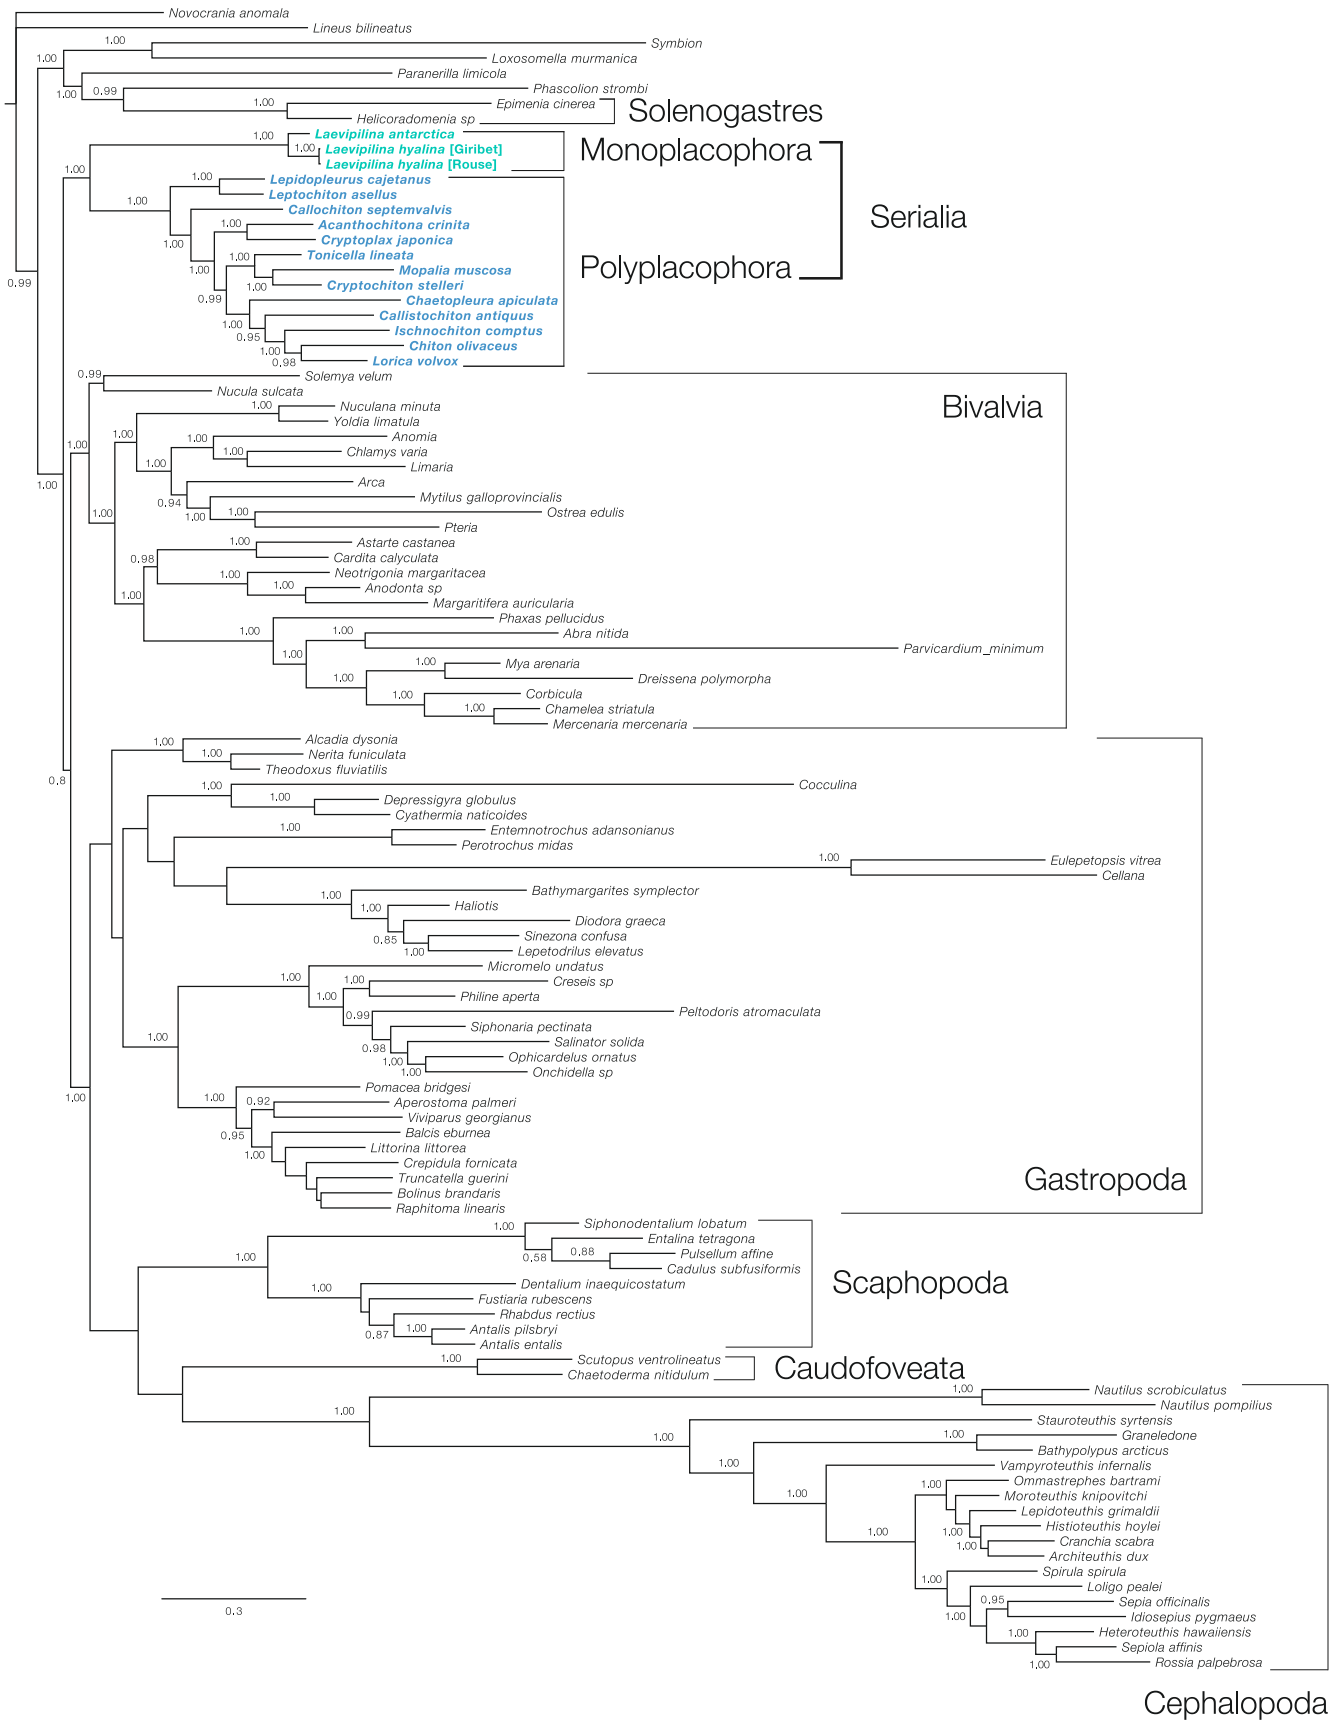 Novocrania anomala
Lineus bilineatus
1.00 Symbion
1.00 Loxosomella murmanica
Paranerilla limicola
1.00 0.99 Phascolion strombi
1.00 Epimenia cinerea
Solenogastres
Helicoradomenia sp
1.00 Laevipilina antarctica
1.00 Laevipilina hyalina [Giribet]
Monoplacophora
Laevipilina hyalina [Rouse]
1.00
1.00 Lepidopleurus cajetanus
Leptochiton asellus
1.00
Callochiton septemvalvis
Serialia
1.00 Acanthochitona crinita
1.00 Cryptoplax japonica
1.00 Tonicella lineata
1.00
Mopalia muscosa
Polyplacophora
0.99
1.00 Cryptochiton stelleri
0.99
Chaetopleura apiculata
1.00 Callistochiton antiquus
0.95 Ischnochiton comptus
1.00 Chiton olivaceus
0.98 Lorica volvox
0.99 Solemya velum
Nucula sulcata
Bivalvia
1.00 Nuculana minuta
Yoldia limatula
1.00 1.00 1.00 Anomia
1.00 Chlamys varia
1.00 Limaria
1.00 Arca
0.94 Mytilus galloprovincialis
1.00 1.00 Ostrea edulis
Pteria
1.00 Astarte castanea
0.98 Cardita calyculata
1.00 Neotrigonia margaritacea
1.00 Anodonta sp
1.00 Margaritifera auricularia
Phaxas pellucidus
1.00 1.00 Abra nitida
Parvicardium_minimum
1.00 1.00 Mya arenaria
Dreissena polymorpha
1.00
1.00 Corbicula
1.00 Chamelea striatula
Mercenaria mercenaria
1.00 Alcadia dysonia
1.00 Nerita funiculata
Theodoxus fluviatilis
0.8 1.00 Cocculina
1.00 Depressigyra globulus
Cyathermia naticoides
1.00 Entemnotrochus adansonianus
Perotrochus midas
1.00 Eulepetopsis vitrea
Cellana
1.00 Bathymargarites symplector
1.00 Haliotis
Diodora graeca
0.85 Sinezona confusa
1.00 Lepetodrilus elevatus
1.00 Micromelo undatus
1.00 Creseis sp
1.00 Philine aperta
0.99 Peltodoris atromaculata
Siphonaria pectinata
1.00 0.98 Salinator solida
1.00 Ophicardelus ornatus
1.00 Onchidella sp
1.00 Pomacea bridgesi
1.00 0.92 Aperostoma palmeri
Viviparus georgianus
0.95 Balcis eburnea
1.00 Littorina littorea
Crepidula fornicata
Truncatella guerini
Gastropoda
Bolinus brandaris
Raphitoma linearis
1.00 Siphonodentalium lobatum
Entalina tetragona
1.00 0.58 0.88 Pulsellum affine
Cadulus subfusiformis
Scaphopoda
1.00 Dentalium inaequicostatum
Fustiaria rubescens
Rhabdus rectius
0.87 1.00 Antalis pilsbryi
Antalis entalis
1.00 Scutopus ventrolineatus
Caudofoveata
Chaetoderma nitidulum
1.00 Nautilus scrobiculatus
Nautilus pompilius
1.00 Stauroteuthis syrtensis
1.00 1.00 Graneledone
Bathypolypus arcticus
1.00 Vampyroteuthis infernalis
1.00 Ommastrephes bartrami
1.00 Moroteuthis knipovitchi
Lepidoteuthis grimaldii
1.00 1.00 Histioteuthis hoylei
1.00 Cranchia scabra
Architeuthis dux
1.00 Spirula spirula
Loligo pealei
0.95 Sepia officinalis
0.3 1.00 Idiosepius pygmaeus
1.00 Heteroteuthis hawaiiensis
Sepiola affinis
1.00 Rossia palpebrosa
Cephalopoda